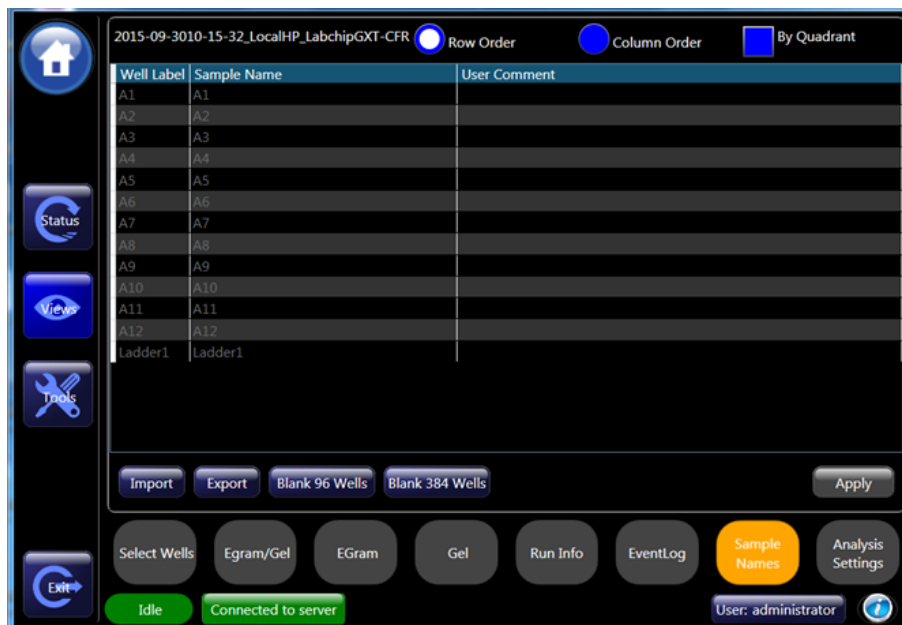 2015-09-3010-15-32_LocalHP_LabchipGXT-CFR Row Order Column Order By Quadrant
Well Label Sample Name User Comment
A1 A1
A2 A2
A3 A3
A4 A4
A5 A5
A6 A6
A7 A7
A8 A8
A9 A9
A10 A10
A11 A11
A12 A12
Ladder1 Ladder1
Status
Views
Tools
Exit
Import Export Blank 96 Wells Blank 384 Wells Apply
Select Wells Egram/Gel EGram Gel Run Info EventLog Sample Names Analysis Settings
Idle Connected to server User: administrator